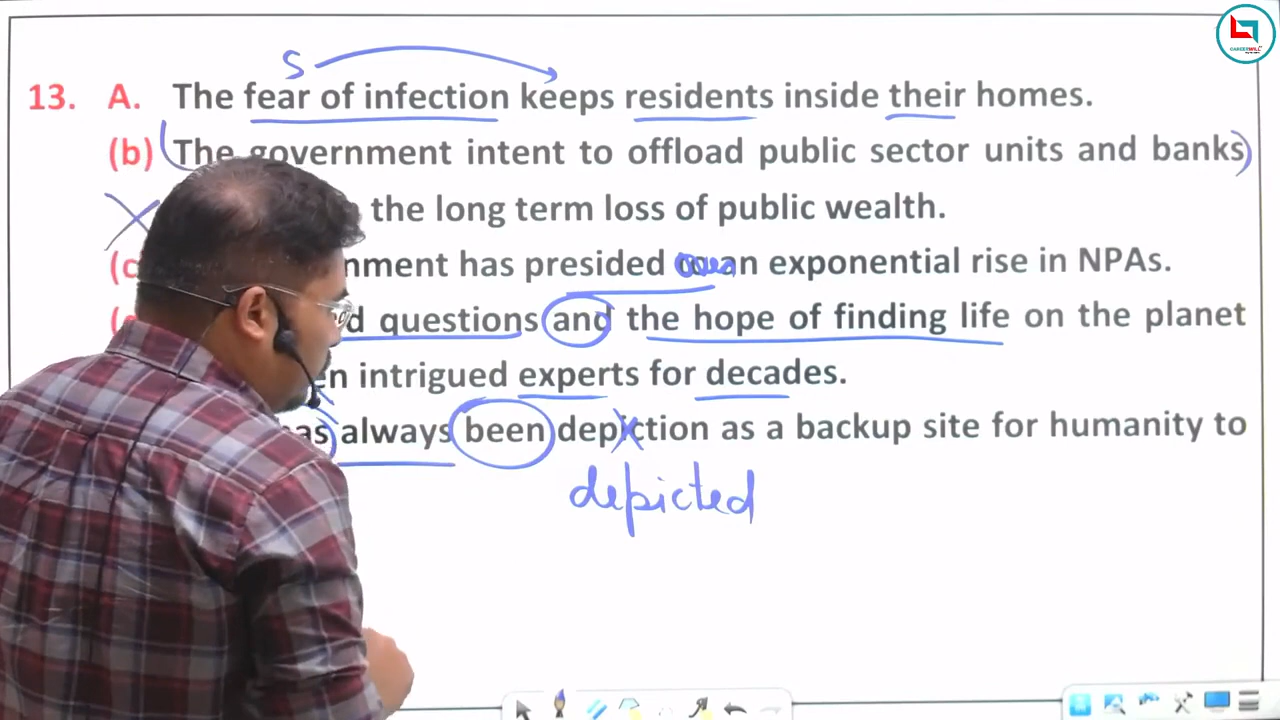 S
13. A. The fear of infection keeps residents inside their homes.
(b) The government intent to offload public sector units and banks
the long term loss of public wealth.
has presided an exponential rise in NPAs.
questions and the hope of finding life on the planet
intrigued experts for decades.
always been depiction as a backup site for humanity to
depicted